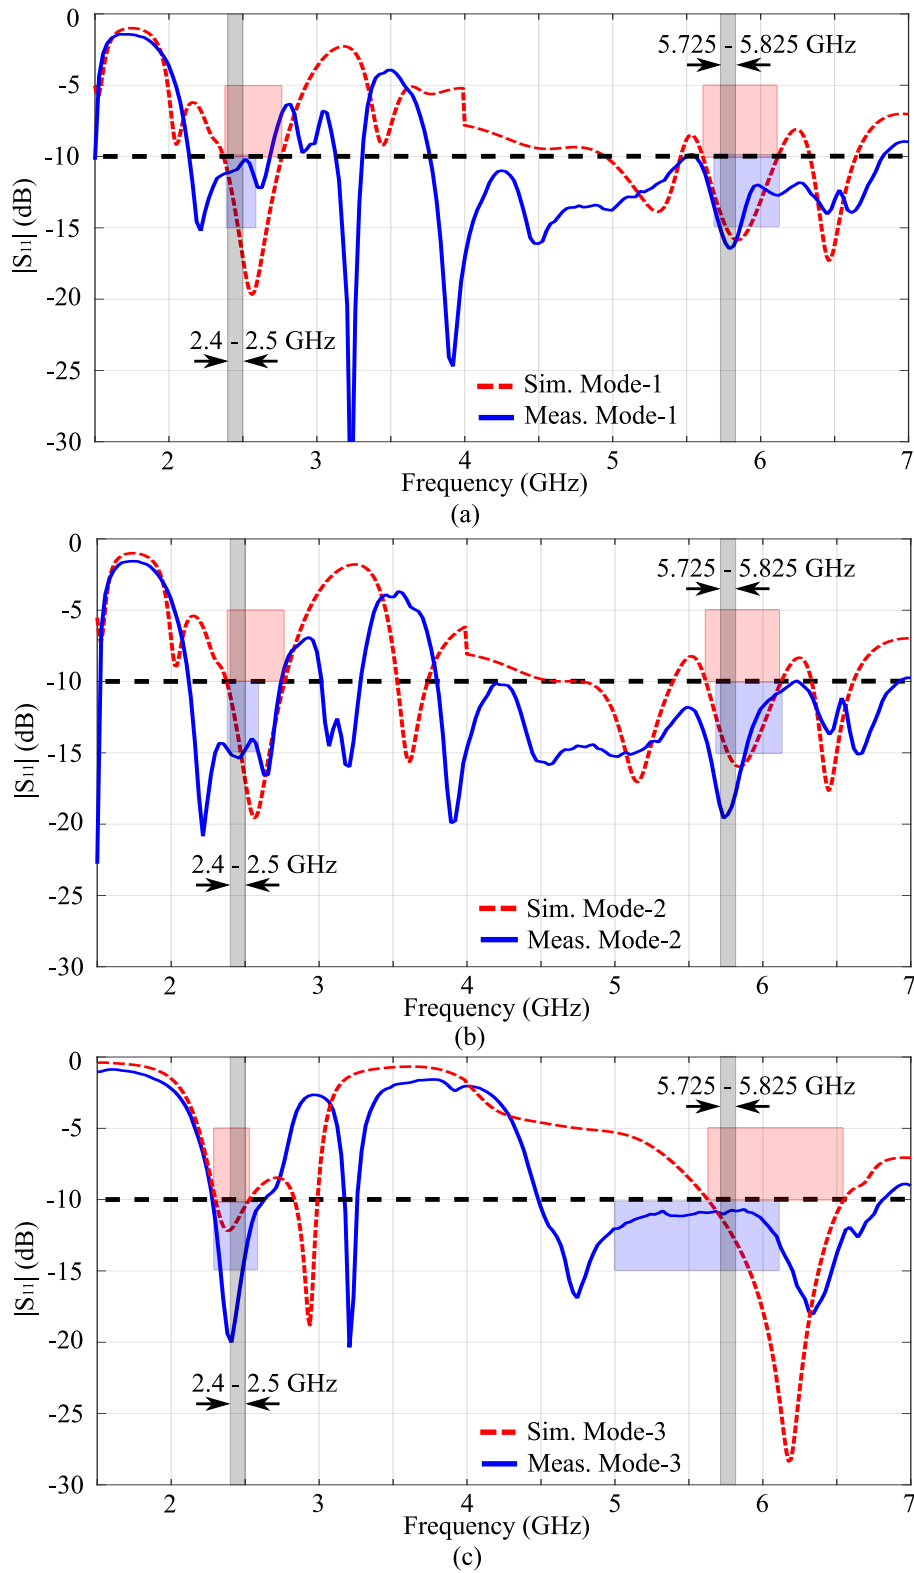 0
-5
-10
-15
-20
-25
-30
|S11| (dB)
5.725 - 5.825 GHz
2.4 - 2.5 GHz
Sim. Mode-1
Meas. Mode-1
2 3 4 5 6 7
Frequency (GHz)
(a)
0
-5
-10
-15
-20
-25
-30
|S11| (dB)
5.725 - 5.825 GHz
2.4 - 2.5 GHz
Sim. Mode-2
Meas. Mode-2
2 3 4 5 6 7
Frequency (GHz)
(b)
0
-5
-10
-15
-20
-25
-30
|S11| (dB)
5.725 - 5.825 GHz
2.4 - 2.5 GHz
Sim. Mode-3
Meas. Mode-3
2 3 4 5 6 7
Frequency (GHz)
(c)